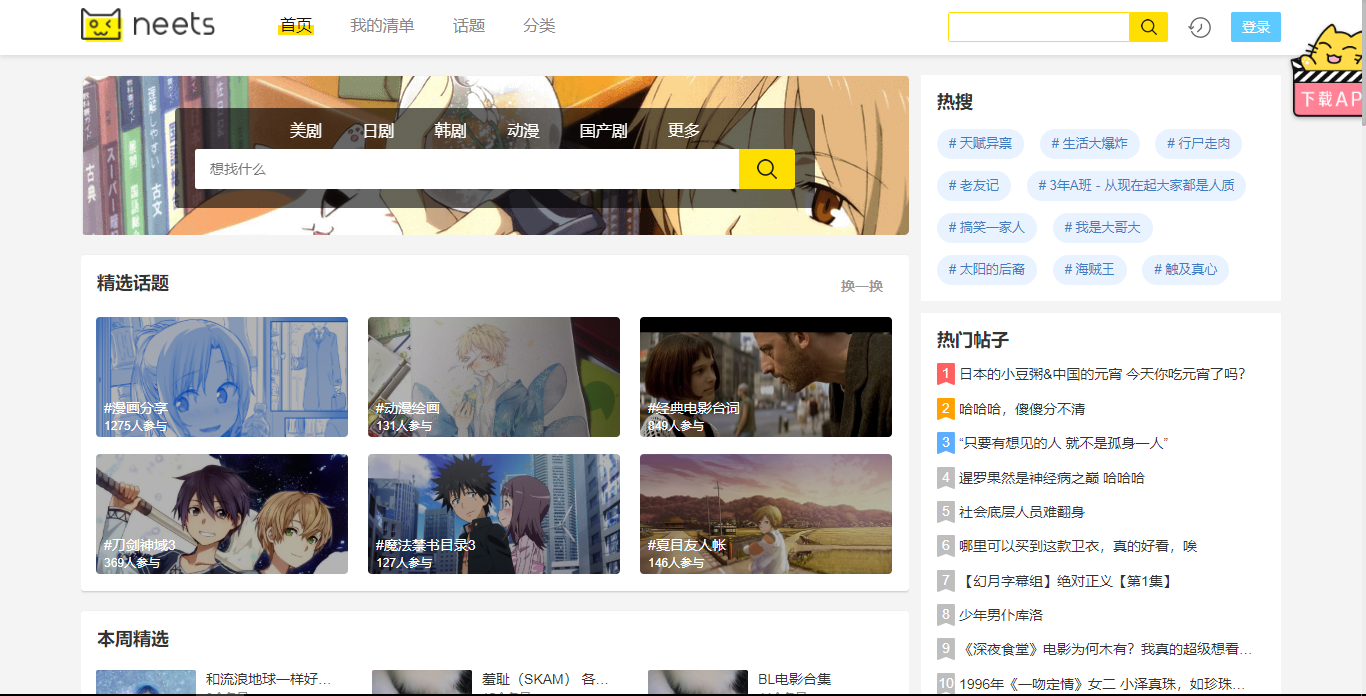 neets
首页 我的清单 话题 分类
登录
下载AP
美剧 日剧 韩剧 动漫 国产剧 更多
想找什么
精选话题
换一换
#漫画分享
1275人参与
#动漫绘画
131人参与
#经典电影台词
849人参与
#刀剑神域3
369人参与
#魔法禁书目录3
127人参与
#夏目友人帐
146人参与
本周精选
和流浪地球一样好…
羞耻（SKAM） 各…
BL电影合集
热搜
# 天赋异禀 # 生活大爆炸 # 行尸走肉
# 老友记 # 3年A班 - 从现在起大家都是人质
# 搞笑一家人 # 我是大哥大
# 太阳的后裔 # 海贼王 # 触及真心
热门帖子
1 日本的小豆粥&中国的元宵 今天你吃元宵了吗?
2 哈哈哈，傻傻分不清
3 “只要有想见的人 就不是孤身一人”
4 暹罗果然是神经病之巅 哈哈哈
5 社会底层人员难翻身
6 哪里可以买到这款卫衣，真的好看，唉
7 【幻月字幕组】绝对正义【第1集】
8 少年男仆库洛
9 《深夜食堂》电影为何木有？我真的超级想看…
10 1996年《一吻定情》女二 小泽真珠，如珍珠…